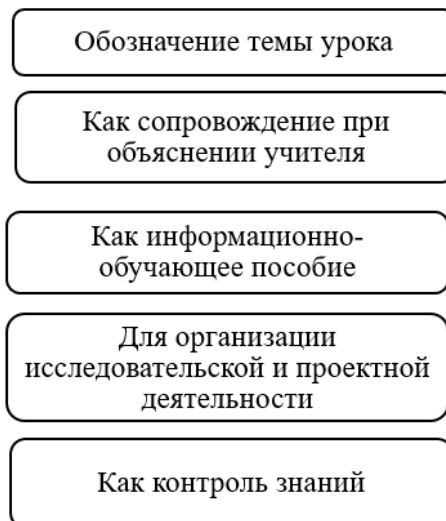 Обозначение темы урока
Как сопровождение при
объяснении учителя
Как информационно-
обучающее пособие
Для организации
исследовательской и проектной
деятельности
Как контроль знаний